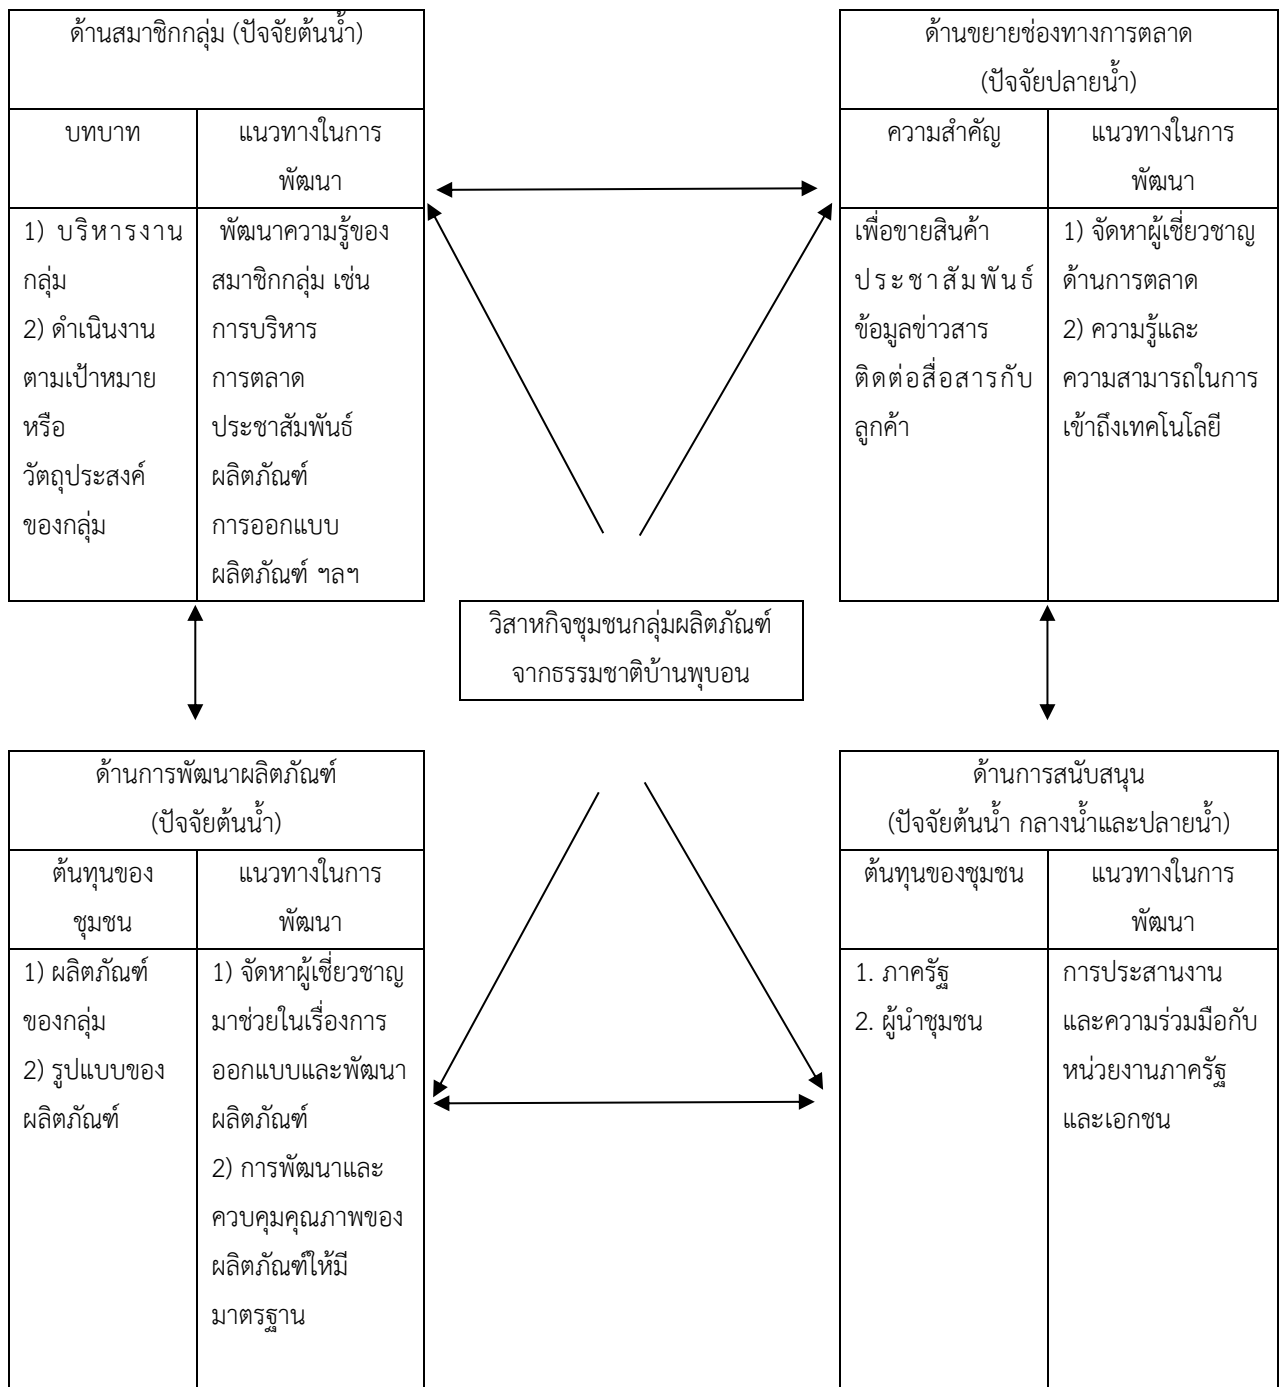 ด้านสมาชิกกลุ่ม (ปัจจัยต้นน้ำ)
บทบาท
แนวทางในการ
พัฒนา
1) บริหารงาน
กลุ่ม
2) ดำเนินงาน
ตามเป้าหมาย
หรือ
วัตถุประสงค์
ของกลุ่ม
พัฒนาความรู้ของ
สมาชิกกลุ่ม เช่น
การบริหาร
การตลาด
ประชาสัมพันธ์
ผลิตภัณฑ์
การออกแบบ
ผลิตภัณฑ์ ฯลฯ
ด้านขยายช่องทางการตลาด
(ปัจจัยปลายน้ำ)
ความสำคัญ
แนวทางในการ
พัฒนา
เพื่อขายสินค้า
ประชาสัมพันธ์
ข้อมูลข่าวสาร
ติดต่อสื่อสารกับ
ลูกค้า
1) จัดหาผู้เชี่ยวชาญ
ด้านการตลาด
2) ความรู้และ
ความสามารถในการ
เข้าถึงเทคโนโลยี
วิสาหกิจชุมชนกลุ่มผลิตภัณฑ์
จากธรรมชาติบ้านพุบอน
ด้านการพัฒนาผลิตภัณฑ์
(ปัจจัยต้นน้ำ)
ต้นทุนของ
ชุมชน
แนวทางในการ
พัฒนา
1) ผลิตภัณฑ์
ของกลุ่ม
2) รูปแบบของ
ผลิตภัณฑ์
1) จัดหาผู้เชี่ยวชาญ
มาช่วยในเรื่องการ
ออกแบบและพัฒนา
ผลิตภัณฑ์
2) การพัฒนาและ
ควบคุมคุณภาพของ
ผลิตภัณฑ์ให้มี
มาตรฐาน
ด้านการสนับสนุน
(ปัจจัยต้นน้ำ กลางน้ำและปลายน้ำ)
ต้นทุนของชุมชน
แนวทางในการ
พัฒนา
1. ภาครัฐ
2. ผู้นำชุมชน
การประสานงาน
และความร่วมมือกับ
หน่วยงานภาครัฐ
และเอกชน